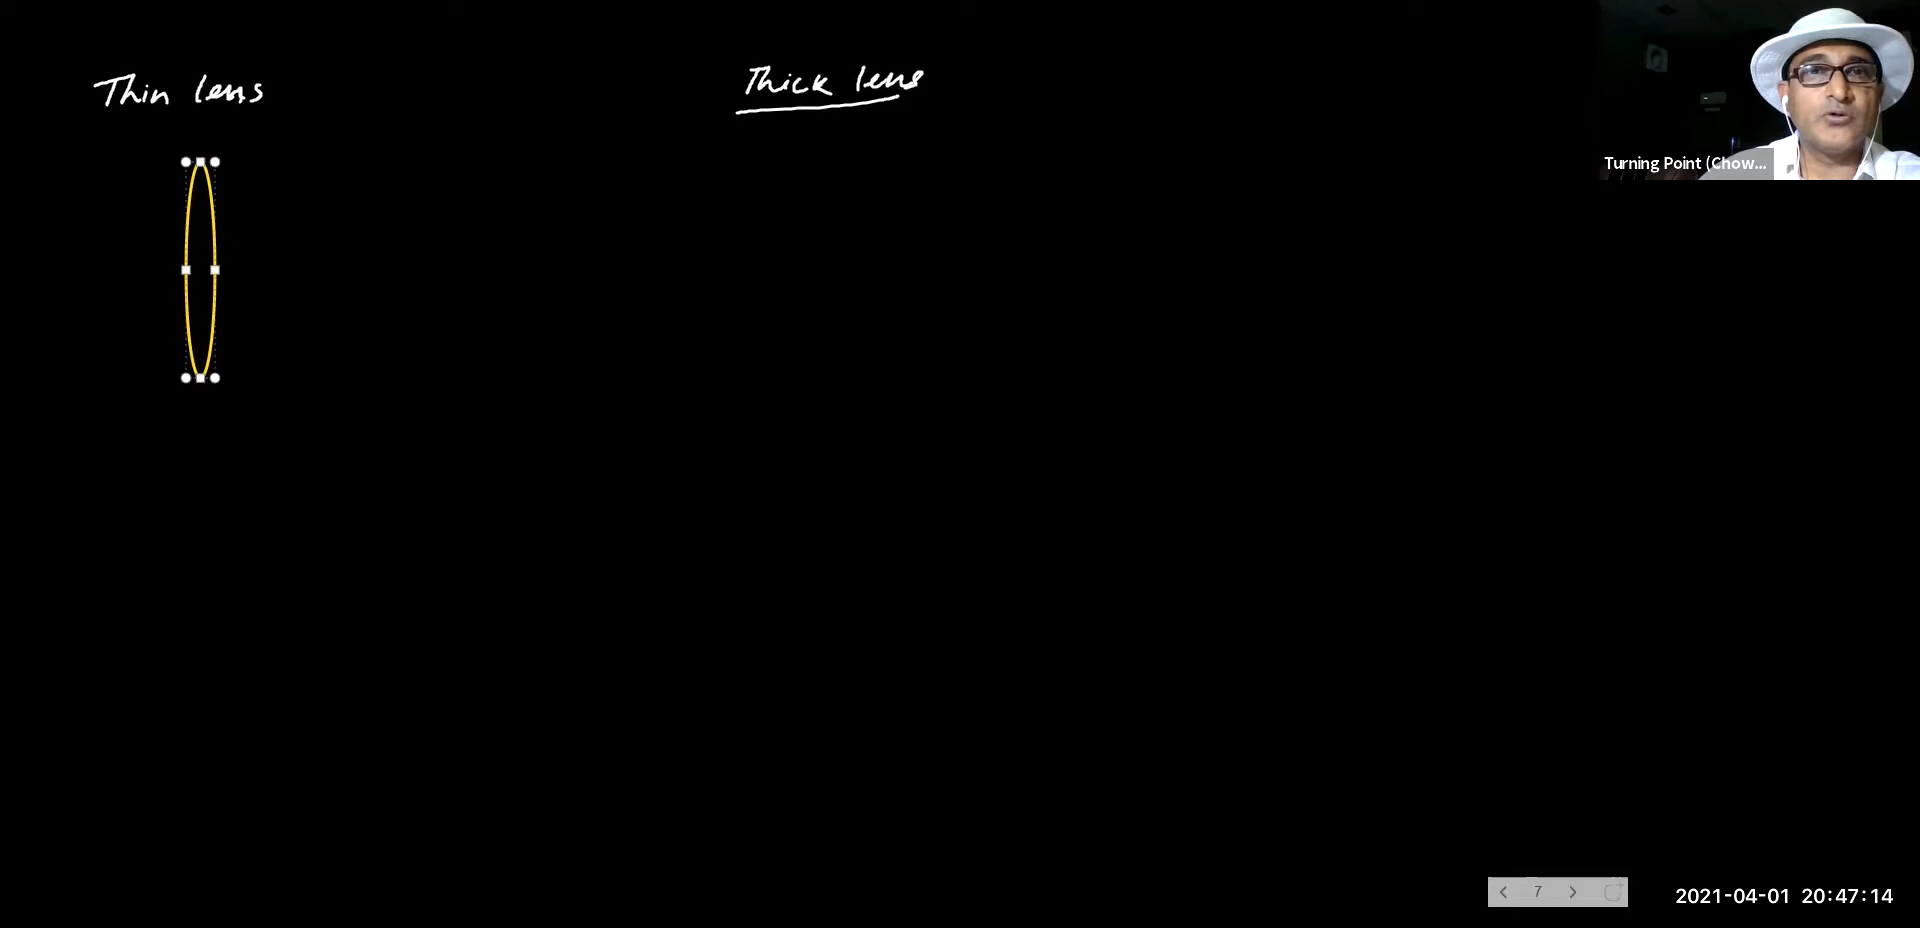 Thin lens
Thick lens
Turning Point (Chow...
7
2021-04-01 20:47:14